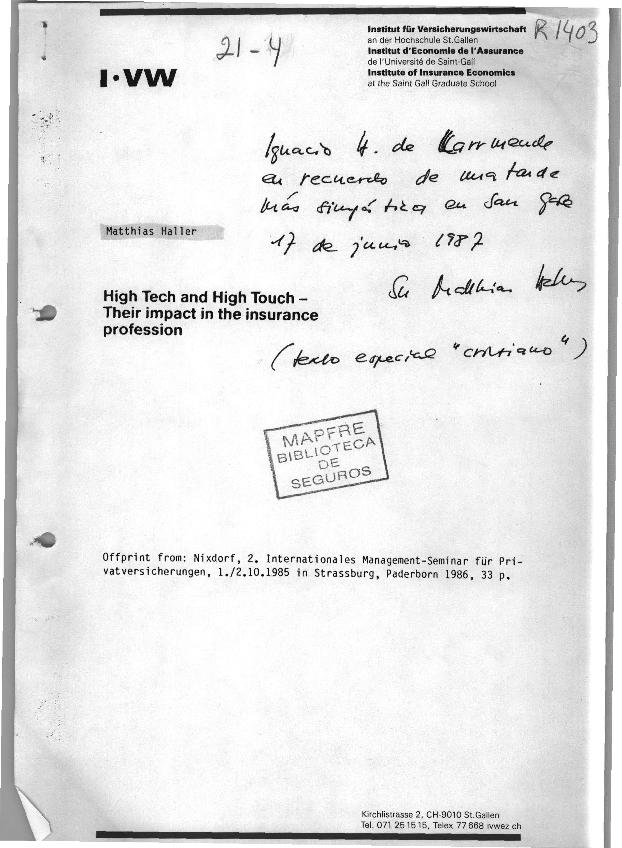 Institut für Versicherungswirtschaft
an der Hochschule St.Gallen
Institut d'Economie de l'Assurance
de l'Université de Saint-Gall
Institute of Insurance Economics
at the Saint Gall Graduate School
R 1403
21-4
I·VW
Ignacio H. de Larramendi
en recuerdo de una tarde
más simpática en San
17 de junio 1987
Su Matthias Haller
(texto especial "cristiano")
Matthias Haller
High Tech and High Touch –
Their impact in the insurance
profession
MAPFRE
BIBLIOTECA
DE
SEGUROS
Offprint from: Nixdorf, 2. Internationales Management-Seminar für Pri-
vatversicherungen, 1./2.10.1985 in Strassburg, Paderborn 1986, 33 p.
Kirchlistrasse 2, CH-9010 St.Gallen
Tel. 071 25 15 15, Telex 77 668 ivwez ch